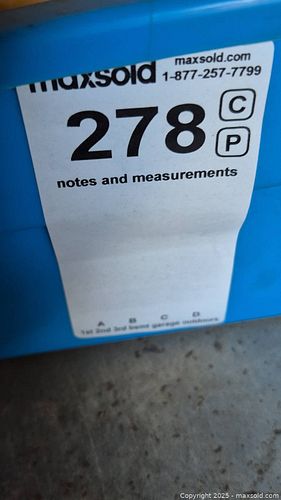 maxsold.com
maxsold 1-877-257-7799
278 C
P
notes and measurements
A B C D
1st 2nd 3rd bsmt garage outdoors
Copyright 2025 - maxsold.com